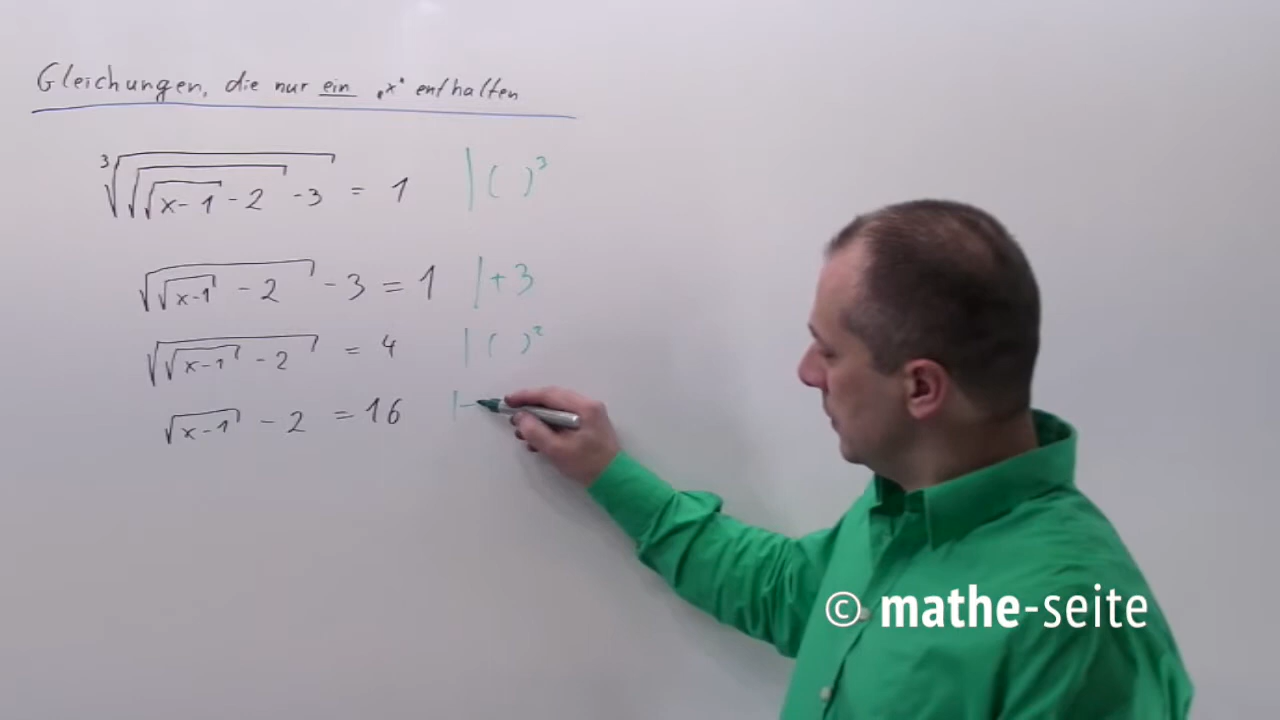 Gleichungen, die nur ein „x“ enthalten
∛(√(√(x-1) - 2) - 3) = 1 | ( )³
√(√(x-1) - 2) - 3 = 1 | + 3
√(√(x-1) - 2) = 4 | ( )²
√(x-1) - 2 = 16 |
© mathe-seite